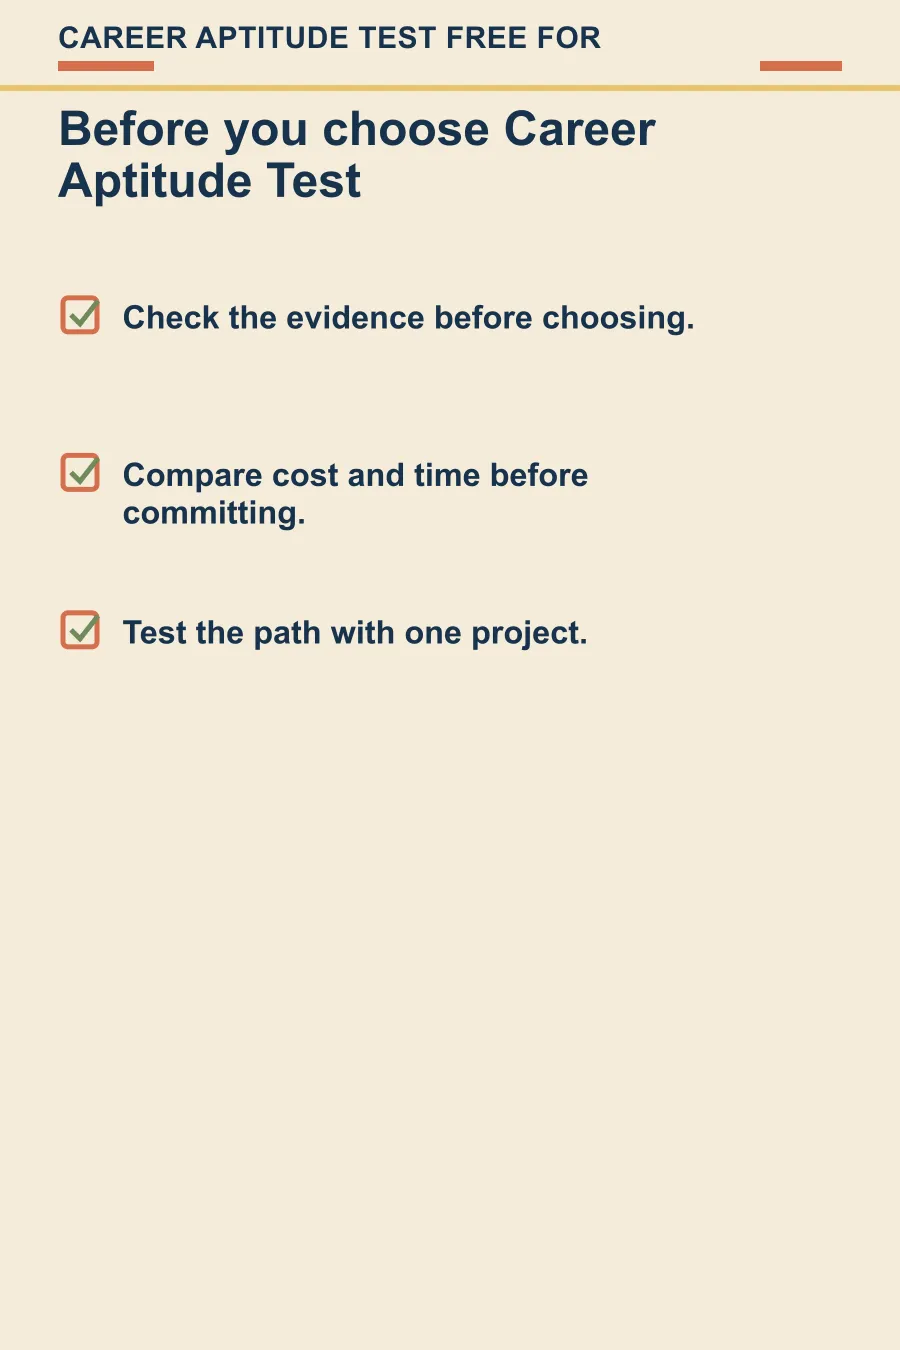 CAREER APTITUDE TEST FREE FOR
Before you choose Career
Aptitude Test
Check the evidence before choosing.
Compare cost and time before
committing.
Test the path with one project.